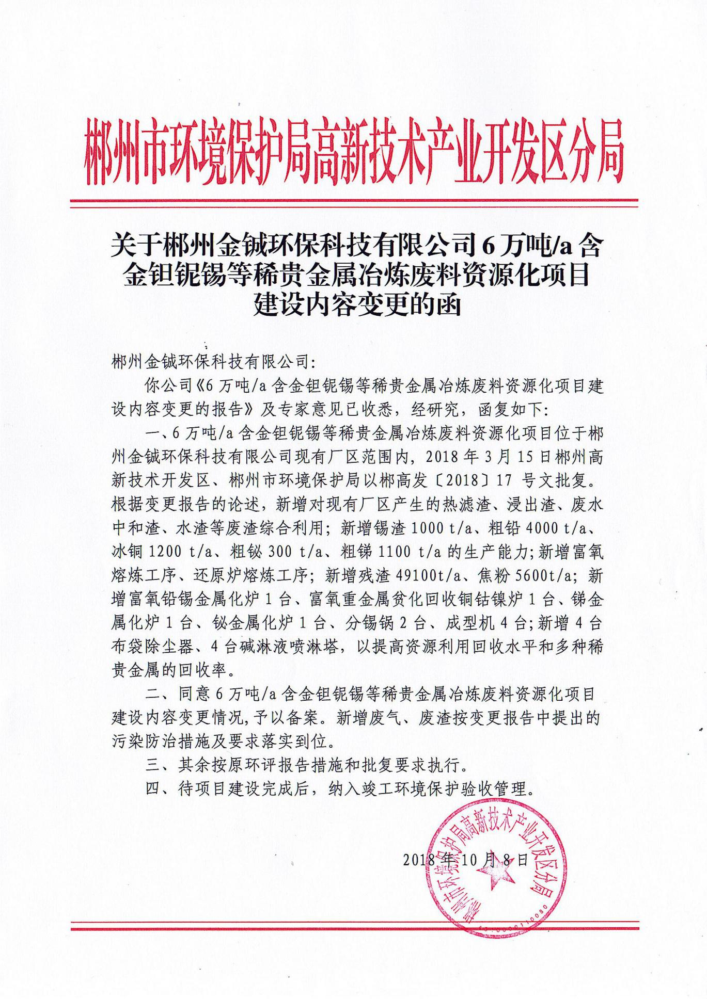 郴州市环境保护局高新技术产业开发区分局
关于郴州金铖环保科技有限公司6万吨/a含
金钽铌锡等稀贵金属冶炼废料资源化项目
建设内容变更的函
郴州金铖环保科技有限公司:
你公司《6万吨/a含金钽铌锡等稀贵金属冶炼废料资源化项目建
设内容变更的报告》及专家意见已收悉，经研究，函复如下:
一、6万吨/a含金钽铌锡等稀贵金属冶炼废料资源化项目位于郴
州金铖环保科技有限公司现有厂区范围内, 2018年3月15日郴州高
新技术开发区、郴州市环境保护局以郴高发〔2018〕17 号文批复。
根据变更报告的论述，新增对现有厂区产生的热滤渣、浸出渣、废水
中和渣、水渣等废渣综合利用；新增锡渣1000 t/a、粗铅4000 t/a、
冰铜1200 t/a、粗铋300 t/a、粗锑1100 t/a的生产能力;新增富氧
熔炼工序、还原炉熔炼工序；新增残渣49100t/a、焦粉5600t/a；新
增富氧铅锡金属化炉1台、富氧重金属贫化回收铜钴镍炉1台、锑金
属化炉1台、铋金属化炉1台、分锡锅2台、成型机4台;新增4台
布袋除尘器、4台碱淋液喷淋塔，以提高资源利用回收水平和多种稀
贵金属的回收率。
二、同意6万吨/a含金钽铌锡等稀贵金属冶炼废料资源化项目
建设内容变更情况,予以备案。新增废气、废渣按变更报告中提出的
污染防治措施及要求落实到位。
三、其余按原环评报告措施和批复要求执行。
四、待项目建设完成后，纳入竣工环境保护验收管理。
郴州市环境保护局高新技术产业开发区分局
2018年10月8日